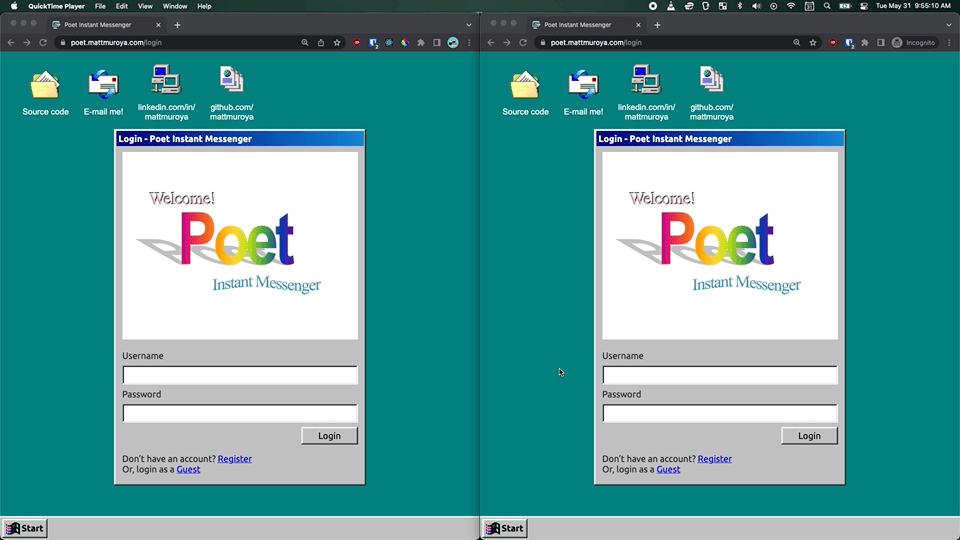 QuickTime Player File Edit View Window Help Tue May 31 9:55:10 AM
Poet Instant Messenger
poet.mattmuroya.com/login
Source code
E-mail me!
linkedin.com/in/
mattmuroya
github.com/
mattmuroya
Login - Poet Instant Messenger
Welcome!
Poet
Instant Messenger
Username
Password
Login
Don't have an account? Register
Or, login as a Guest
Start
Poet Instant Messenger
poet.mattmuroya.com/login Incognito
Source code
E-mail me!
linkedin.com/in/
mattmuroya
github.com/
mattmuroya
Login - Poet Instant Messenger
Welcome!
Poet
Instant Messenger
Username
Password
Login
Don't have an account? Register
Or, login as a Guest
Start